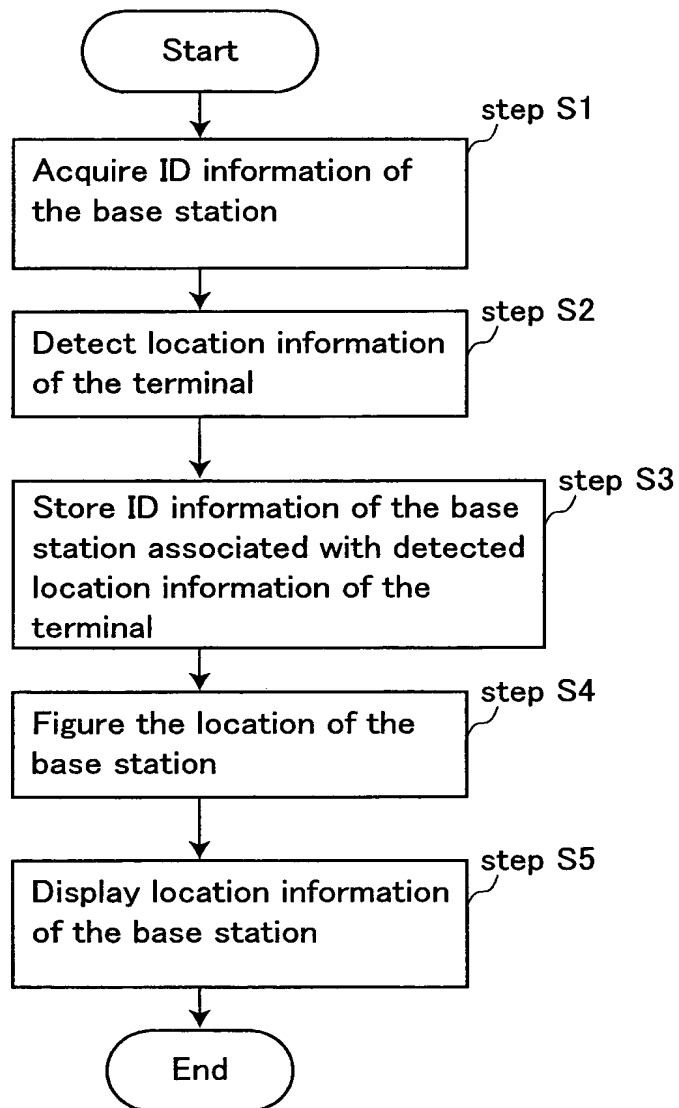 Start
step S1
Acquire ID information of
the base station
step S2
Detect location information
of the terminal
step S3
Store ID information of the base
station associated with detected
location information of the
terminal
step S4
Figure the location of the
base station
step S5
Display location information
of the base station
End